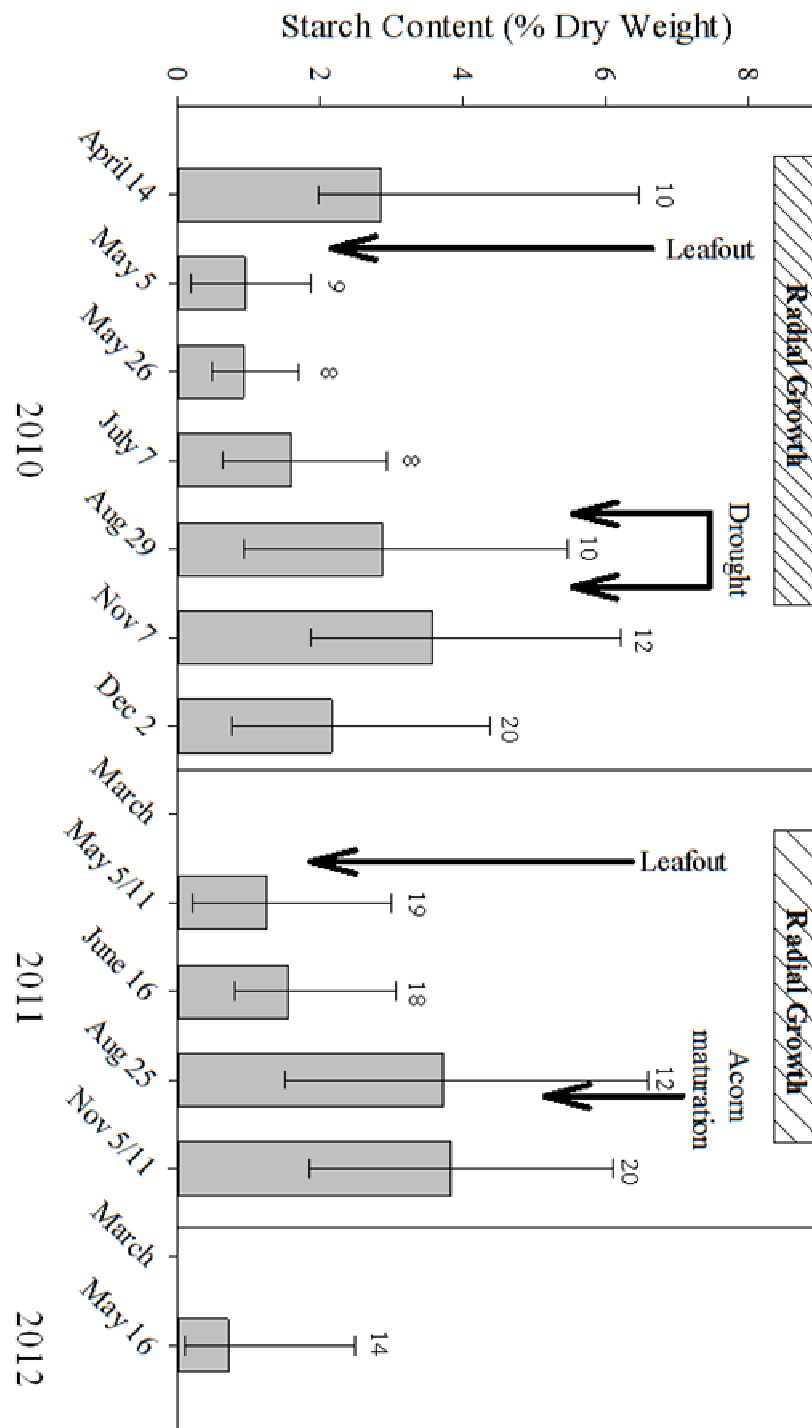 Starch Content (% Dry Weight)
0
2
4
6
8
Radial Growth
Radial Growth
10
9
8
8
10
12
20
19
18
12
20
14
Leafout
Drought
Leafout
Acorn
maturation
April 14
May 5
May 26
July 7
Aug 29
Nov 7
Dec 2
March
May 5/11
June 16
Aug 25
Nov 5/11
March
May 16
2010
2011
2012